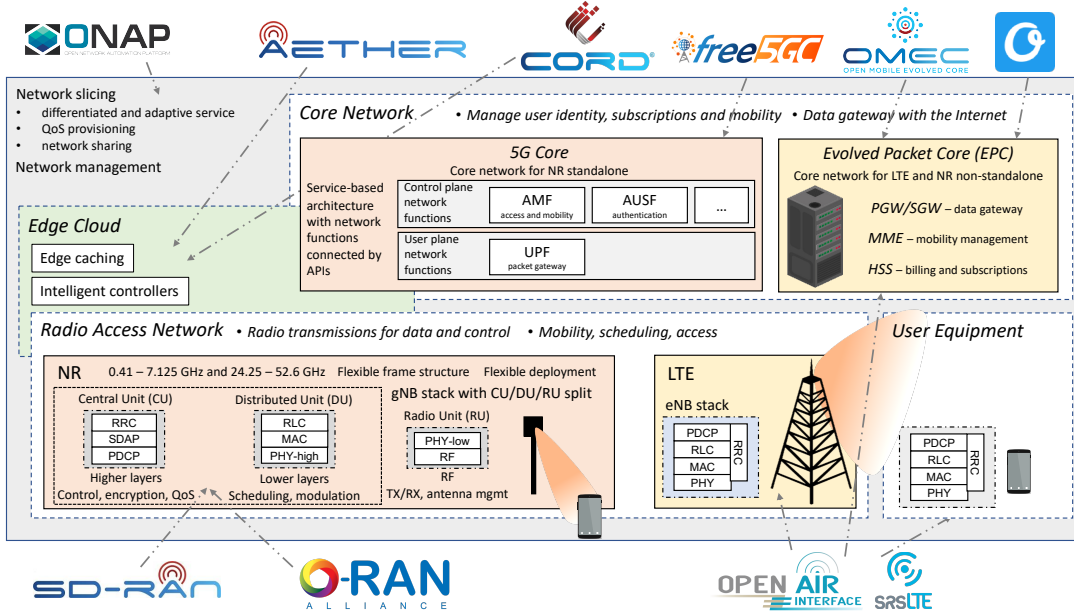 ONAP
OPEN NETWORK AUTOMATION PLATFORM
AETHER
CORD®
free5GC
OMEC
OPEN MOBILE EVOLVED CORE
Network slicing
• differentiated and adaptive service
• QoS provisioning
• network sharing
Network management
Core Network
• Manage user identity, subscriptions and mobility
• Data gateway with the Internet
5G Core
Core network for NR standalone
Service-based
architecture
with network
functions
connected by
APIs
Control plane
network
functions
AMF
access and mobility
AUSF
authentication
...
User plane
network
functions
UPF
packet gateway
Evolved Packet Core (EPC)
Core network for LTE and NR non-standalone
PGW/SGW – data gateway
MME – mobility management
HSS – billing and subscriptions
Edge Cloud
Edge caching
Intelligent controllers
Radio Access Network
• Radio transmissions for data and control
• Mobility, scheduling, access
NR
0.41 – 7.125 GHz and 24.25 – 52.6 GHz
Flexible frame structure
Flexible deployment
gNB stack with CU/DU/RU split
Central Unit (CU)
RRC
SDAP
PDCP
Higher layers
Control, encryption, QoS
Distributed Unit (DU)
RLC
MAC
PHY-high
Lower layers
Scheduling, modulation
Radio Unit (RU)
PHY-low
RF
RF
TX/RX, antenna mgmt
LTE
eNB stack
PDCP
RLC
MAC
PHY
RRC
User Equipment
PDCP
RLC
MAC
PHY
RRC
SD-RAN
O-RAN
ALLIANCE
OPEN AIR
INTERFACE
SRSLTE